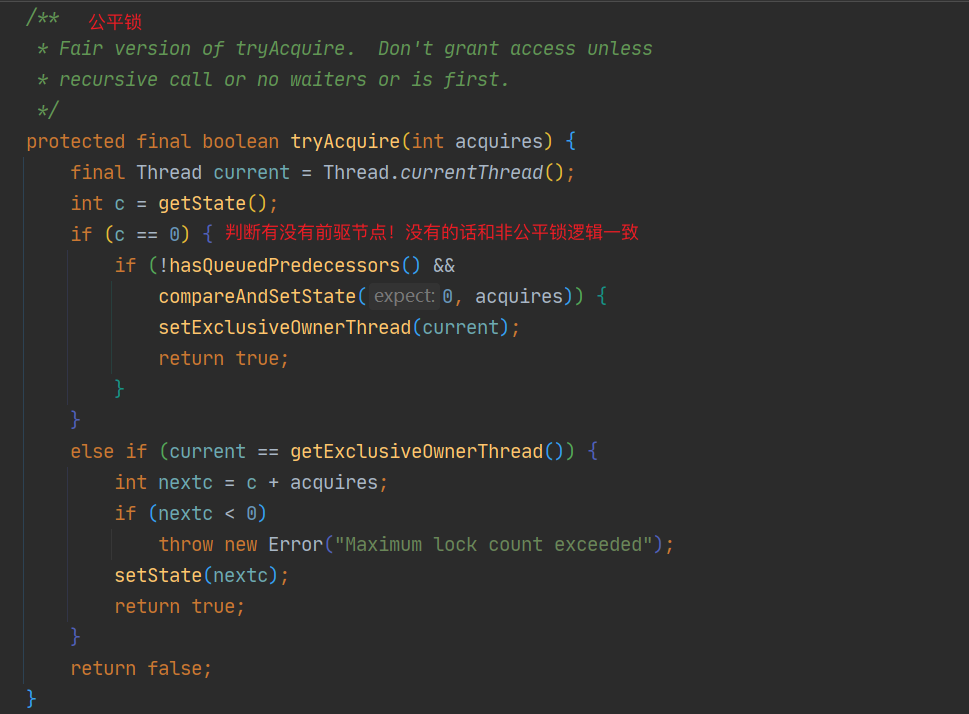 /** 公平锁
 * Fair version of tryAcquire.  Don't grant access unless
 * recursive call or no waiters or is first.
 */
protected final boolean tryAcquire(int acquires) {
    final Thread current = Thread.currentThread();
    int c = getState();
    if (c == 0) { 判断有没有前驱节点！没有的话和非公平锁逻辑一致
        if (!hasQueuedPredecessors() &&
            compareAndSetState( expect: 0, acquires)) {
            setExclusiveOwnerThread(current);
            return true;
        }
    }
    else if (current == getExclusiveOwnerThread()) {
        int nextc = c + acquires;
        if (nextc < 0)
            throw new Error("Maximum lock count exceeded");
        setState(nextc);
        return true;
    }
    return false;
}